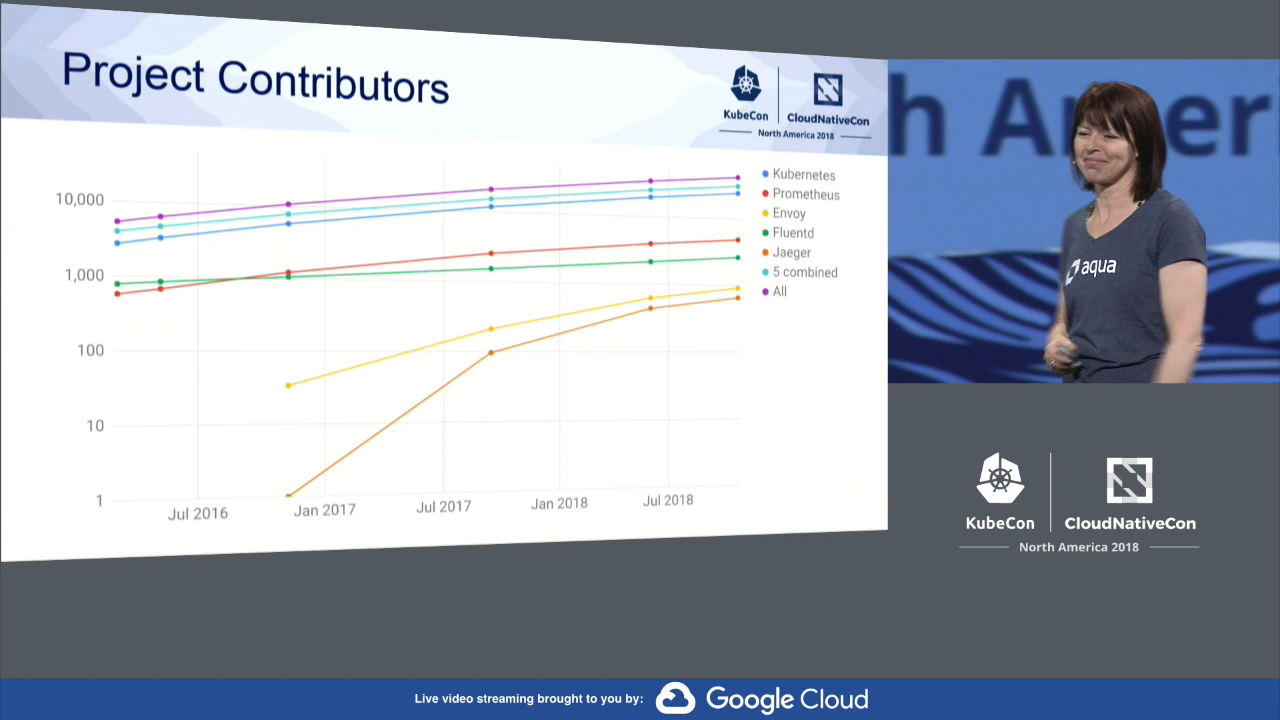 Project Contributors
KubeCon
CloudNativeCon
North America 2018
10,000
1,000
100
10
1
Jul 2016
Jan 2017
Jul 2017
Jan 2018
Jul 2018
Kubernetes
Prometheus
Envoy
Fluentd
Jaeger
5 combined
All
h Amer
aqua
KubeCon
CloudNativeCon
North America 2018
Live video streaming brought to you by:
Google Cloud